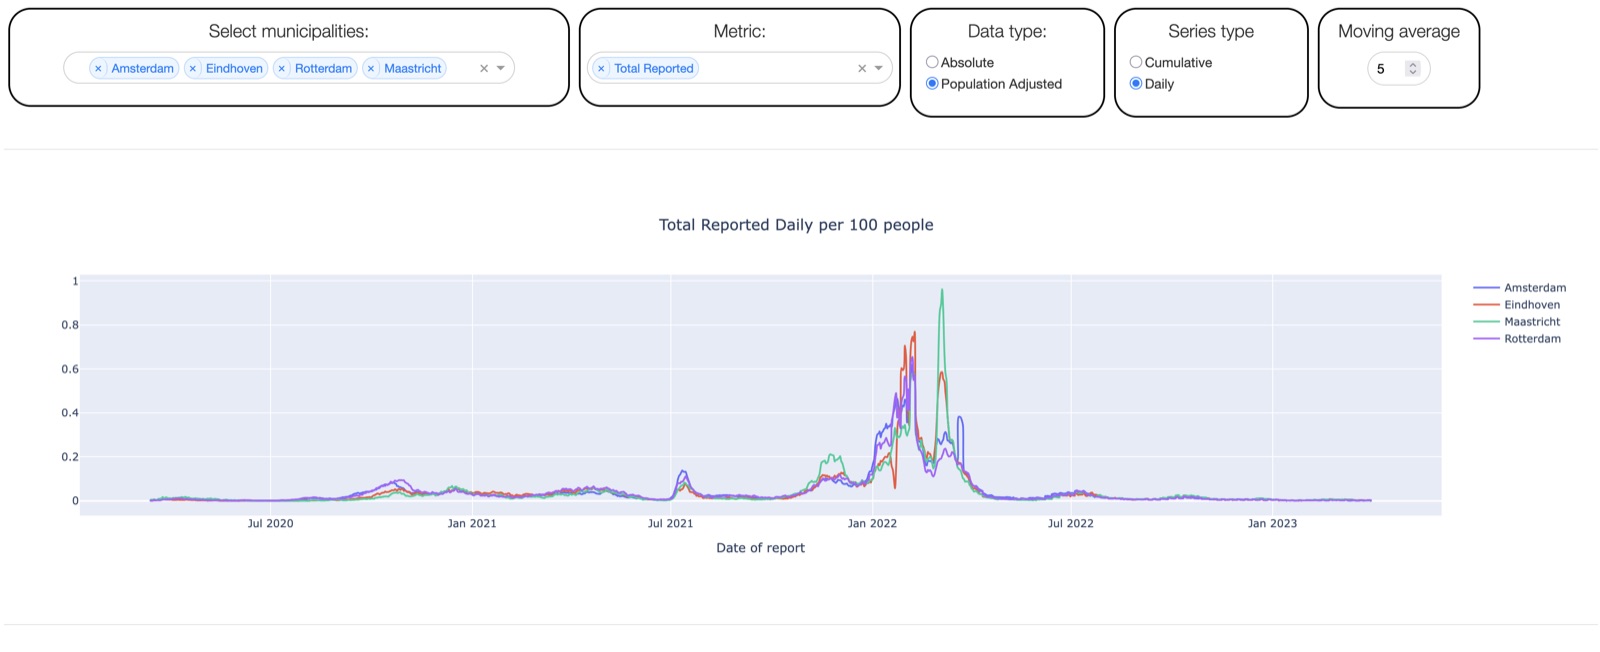 Select municipalities:
× Amsterdam × Eindhoven × Rotterdam × Maastricht ×
Metric:
× Total Reported ×
Data type:
Absolute
Population Adjusted
Series type
Cumulative
Daily
Moving average
5
Total Reported Daily per 100 people
1
0.8
0.6
0.4
0.2
0
Jul 2020 Jan 2021 Jul 2021 Jan 2022 Jul 2022 Jan 2023
Date of report
Amsterdam
Eindhoven
Maastricht
Rotterdam